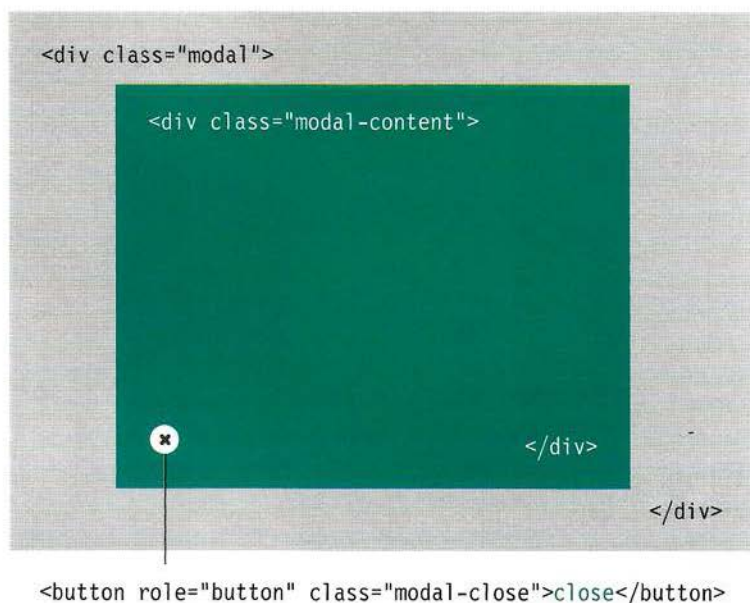 <div class="modal">
<div class="modal-content">
</div>
</div>
<button role="button" class="modal-close">close</button>